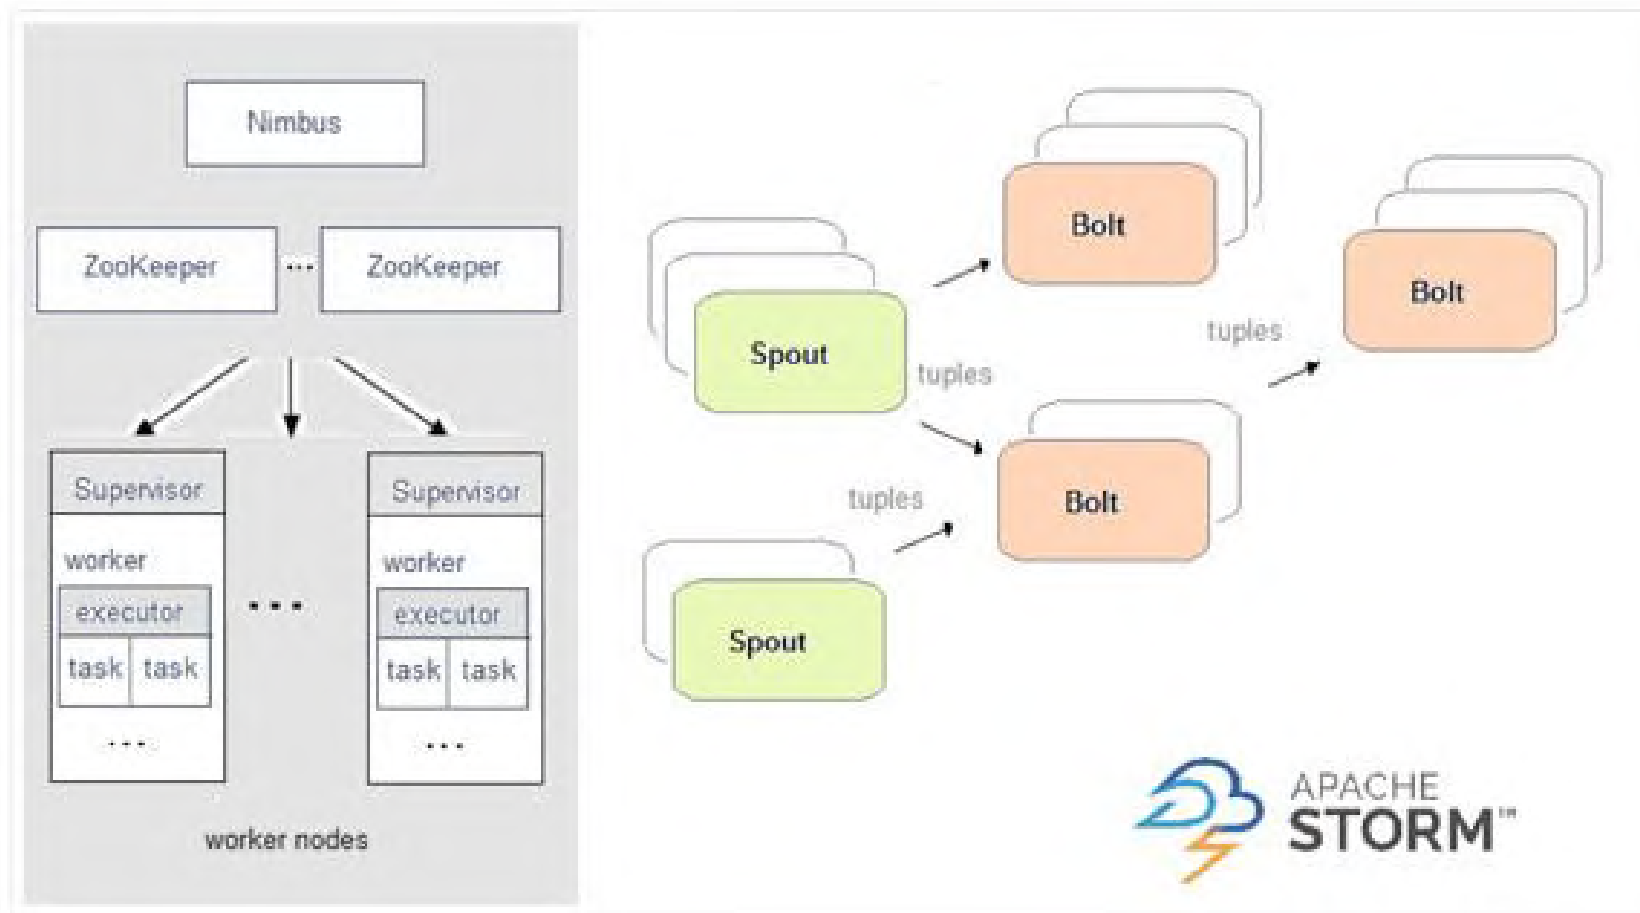 Nimbus
ZooKeeper ... ZooKeeper
Supervisor
worker
executor
task task
...
...
Supervisor
worker
executor
task task
...
worker nodes
Spout
tuples
Bolt
Spout
tuples
Bolt
tuples
Bolt
APACHE
STORM™